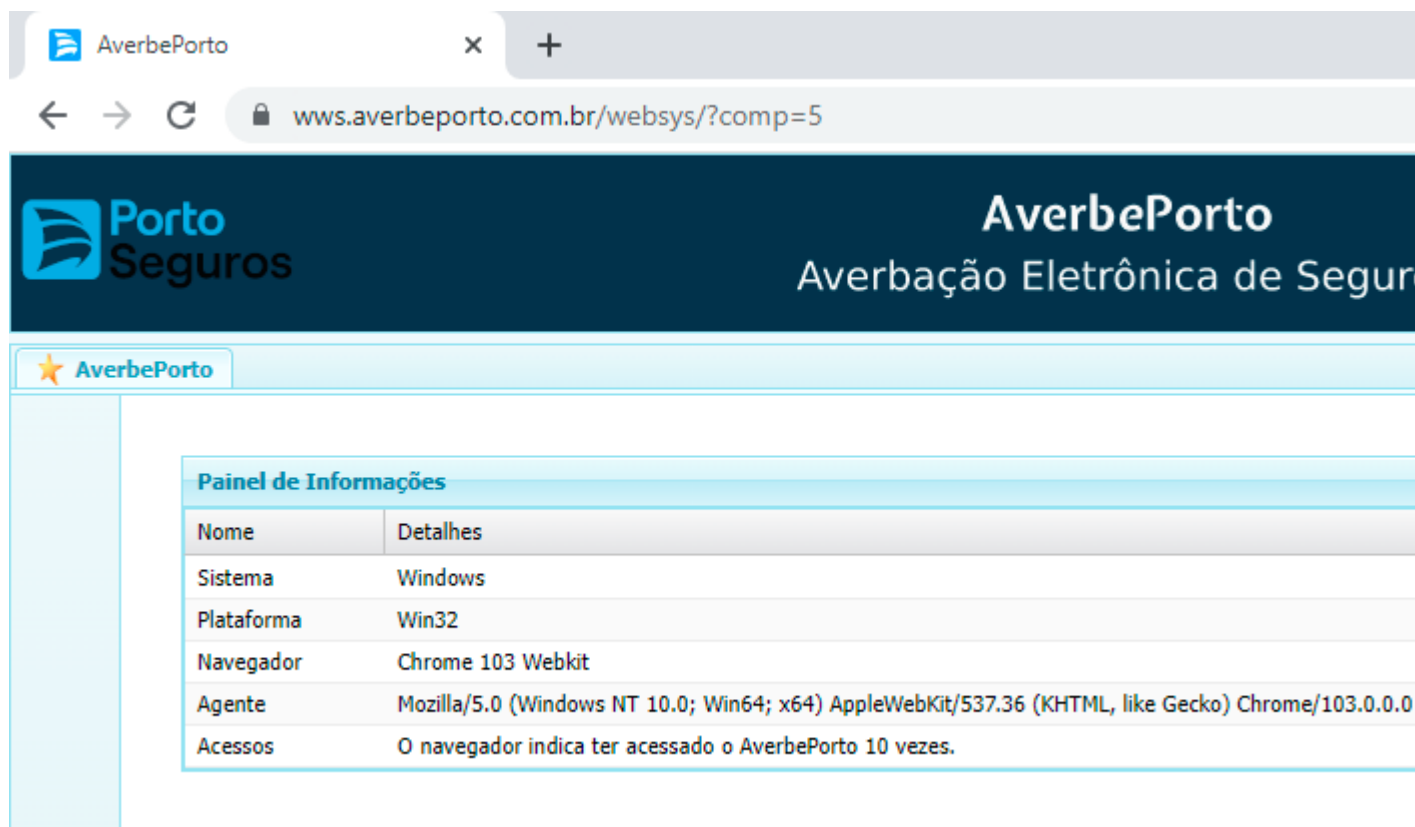 AverbePorto
wws.averbeporto.com.br/websys/?comp=5
Porto
Seguros
AverbePorto
Averbação Eletrônica de
AverbePorto
Painel de Informações
Nome Detalhes
Sistema Windows
Plataforma Win32
Navegador Chrome 103 Webkit
Agente Mozilla/5.0 (Windows NT 10.0; Win64; x64) AppleWebKit/537.36 (KHTML, like Gecko) Chrome/103.0.0.0
Acessos O navegador indica ter acessado o AverbePorto 10 vezes.